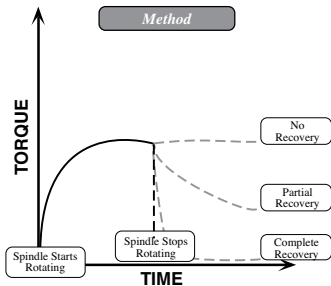 Method
TORQUE
No
Recovery
Partial
Recovery
Spindle Stops
Rotating
Complete
Recovery
Spindle Starts
Rotating
TIME